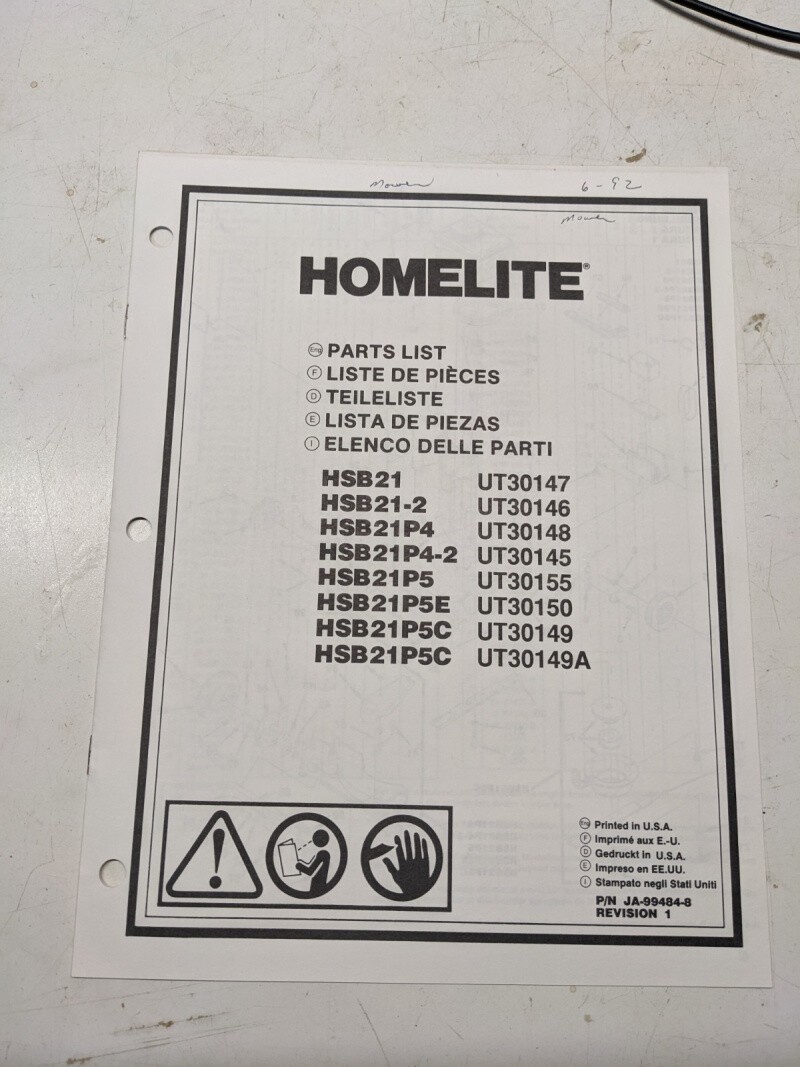 Mower 6-92
Mower
HOMELITE®
Eng PARTS LIST
F LISTE DE PIÈCES
D TEILELISTE
E LISTA DE PIEZAS
I ELENCO DELLE PARTI
HSB21 UT30147
HSB21-2 UT30146
HSB21P4 UT30148
HSB21P4-2 UT30145
HSB21P5 UT30155
HSB21P5E UT30150
HSB21P5C UT30149
HSB21P5C UT30149A
Eng Printed in U.S.A.
F Imprimé aux E.-U.
D Gedruckt in U.S.A.
E Impreso en EE.UU.
I Stampato negli Stati Uniti
P/N JA-99484-8
REVISION 1